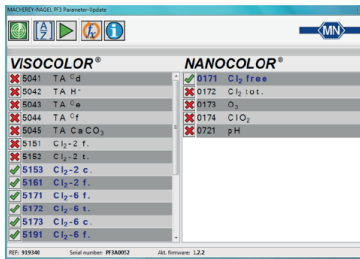 MACHEREY-NAGEL PF3 Parameter-Update
MN
VISOCOLOR®
5041 TA °d
5042 TA H⁺
5043 TA °e
5044 TA °f
5045 TA CaCO₃
5151 Cl₂-2 f.
5152 Cl₂-2 t.
5153 Cl₂-2 c.
5161 Cl₂-2 f.
5171 Cl₂-6 f.
5172 Cl₂-6 t.
5173 Cl₂-6 c.
5191 Cl₂-6 f.
NANOCOLOR®
0171 Cl₂ free
0172 Cl₂ tot.
0173 O₃
0174 ClO₂
0721 pH
REF: 919340 Serial number: PF3A0052 Akt. firmware: 1.2.2